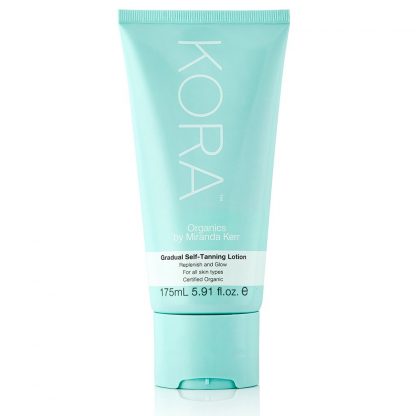 KORA™
Organics
by Miranda Kerr
Gradual Self-Tanning Lotion
Replenish and Glow
For all skin types
Certified Organic
175mL 5.91 fl.oz. ℮